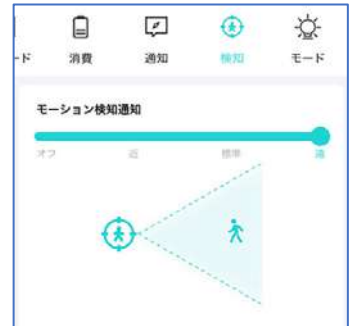 ード 消費 通知 検知 モード
モーション検知通知
オフ 近 標準 遠